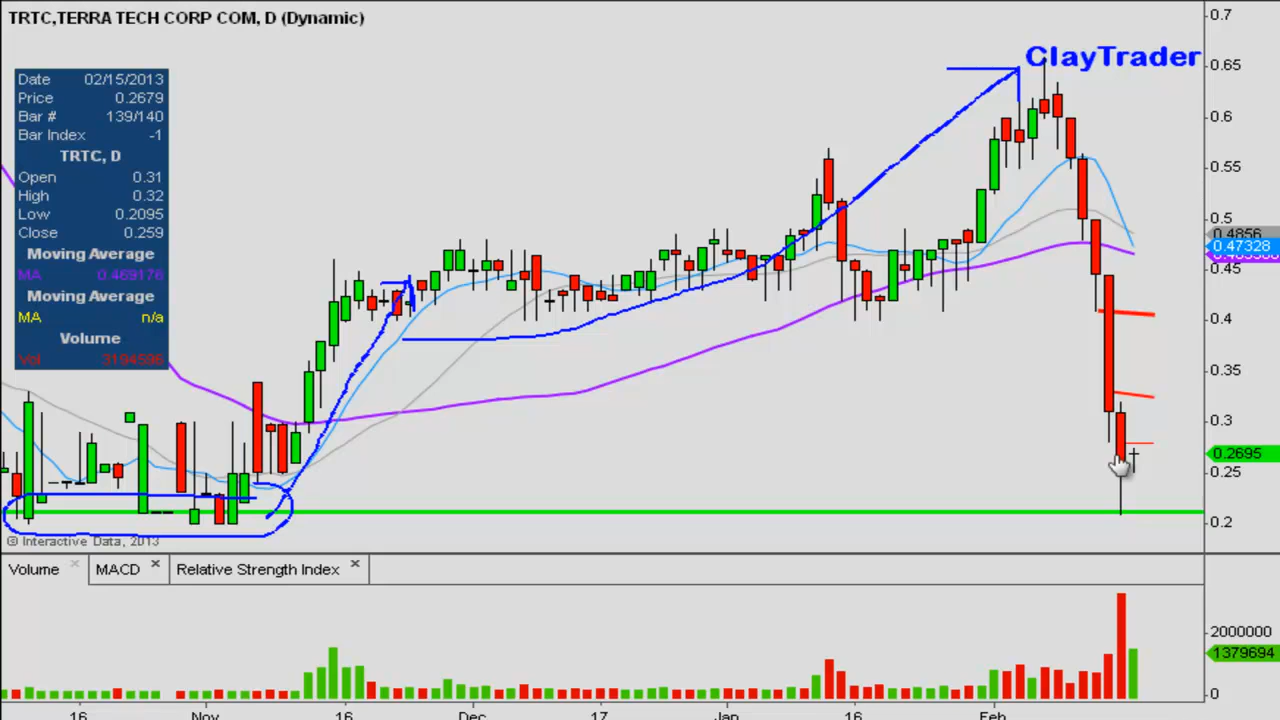 TRTC,TERRA TECH CORP COM, D (Dynamic)
ClayTrader
Date 02/15/2013
Price 0.2679
Bar # 139/140
Bar Index -1
TRTC, D
Open 0.31
High 0.32
Low 0.2095
Close 0.259
Moving Average
MA 0.469176
Moving Average
MA n/a
Volume
Vol 3194596
0.7
0.65
0.6
0.55
0.5
0.4856
0.47328
0.45
0.4
0.35
0.3
0.2695
0.25
0.2
© Interactive Data, 2013
Volume × MACD × Relative Strength Index ×
2000000
1379694
0
16 Nov 16 Dec 17 Jan 16 Feb